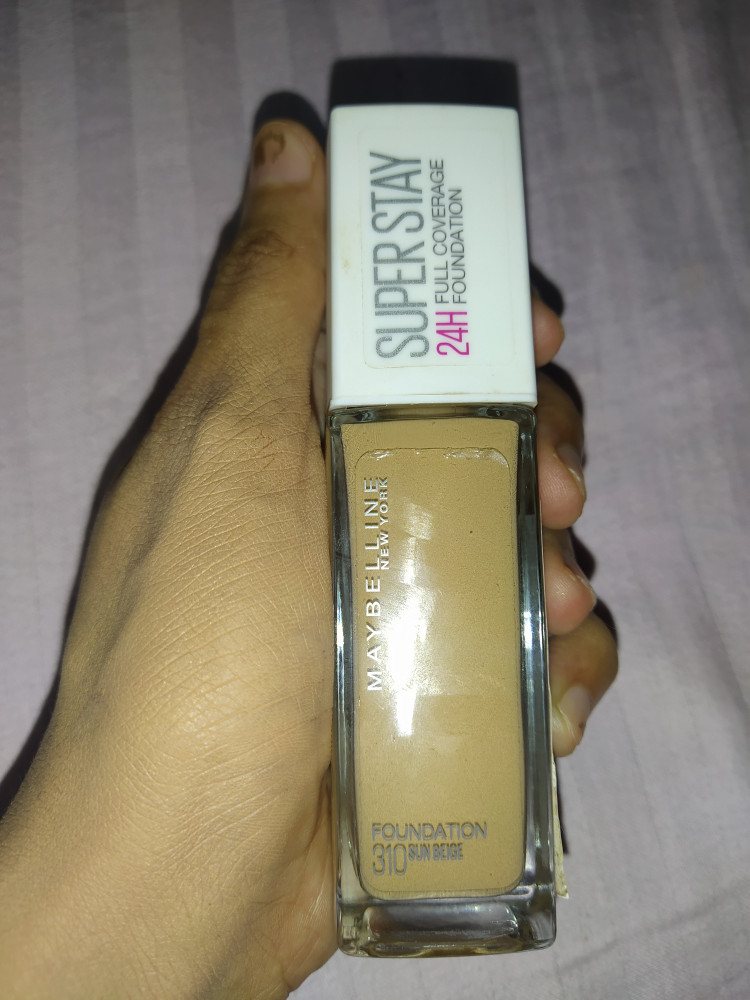 SUPER STAY
24H FULL COVERAGE
FOUNDATION
MAYBELLINE
NEW YORK
FOUNDATION
310 SUN BEIGE